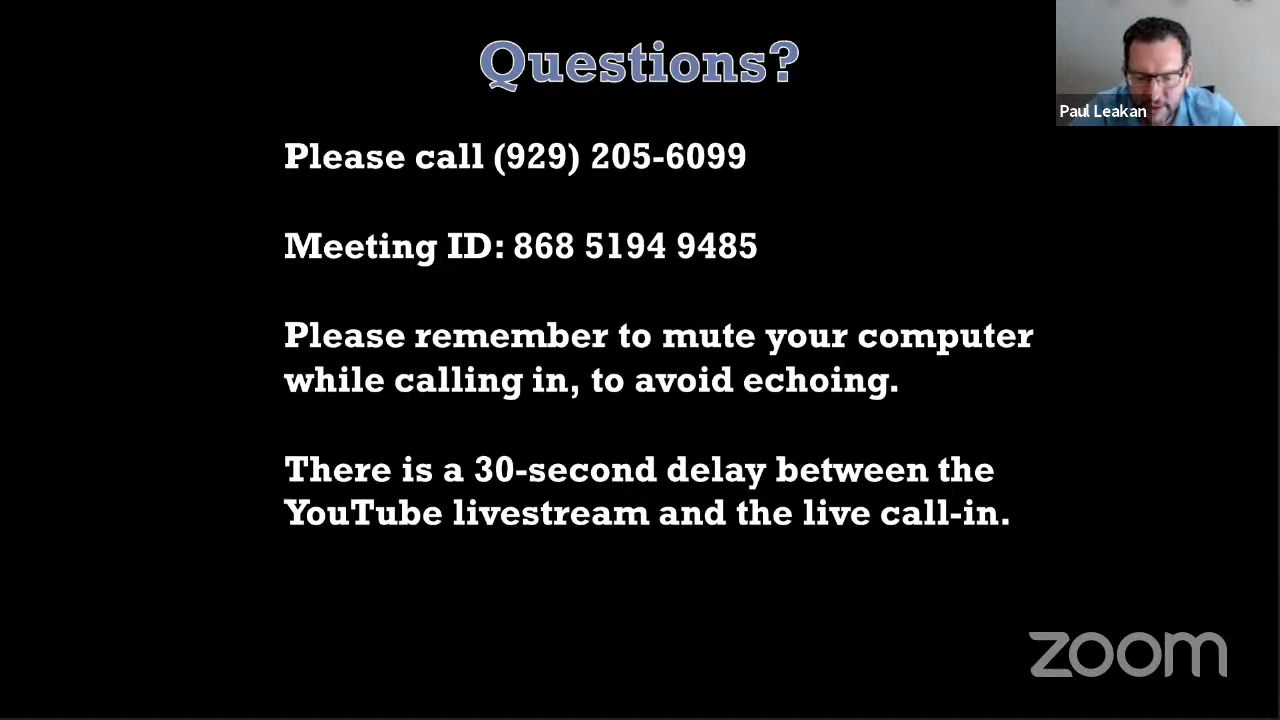 Questions?
Paul Leakan
Please call (929) 205-6099
Meeting ID: 868 5194 9485
Please remember to mute your computer
while calling in, to avoid echoing.
There is a 30-second delay between the
YouTube livestream and the live call-in.
zoom